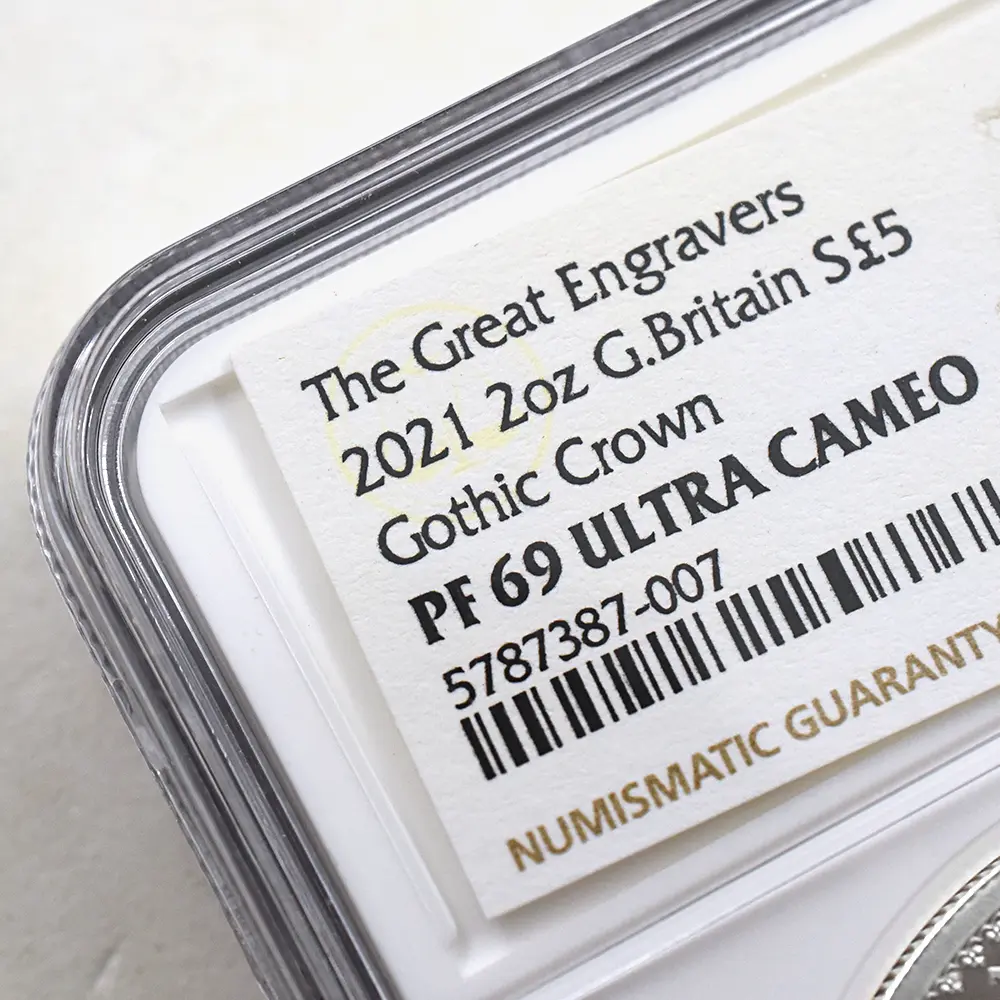 The Great Engravers
2021 2oz G.Britain S£5
Gothic Crown
PF 69 ULTRA CAMEO
5787387-007
NUMISMATIC GUARANTY